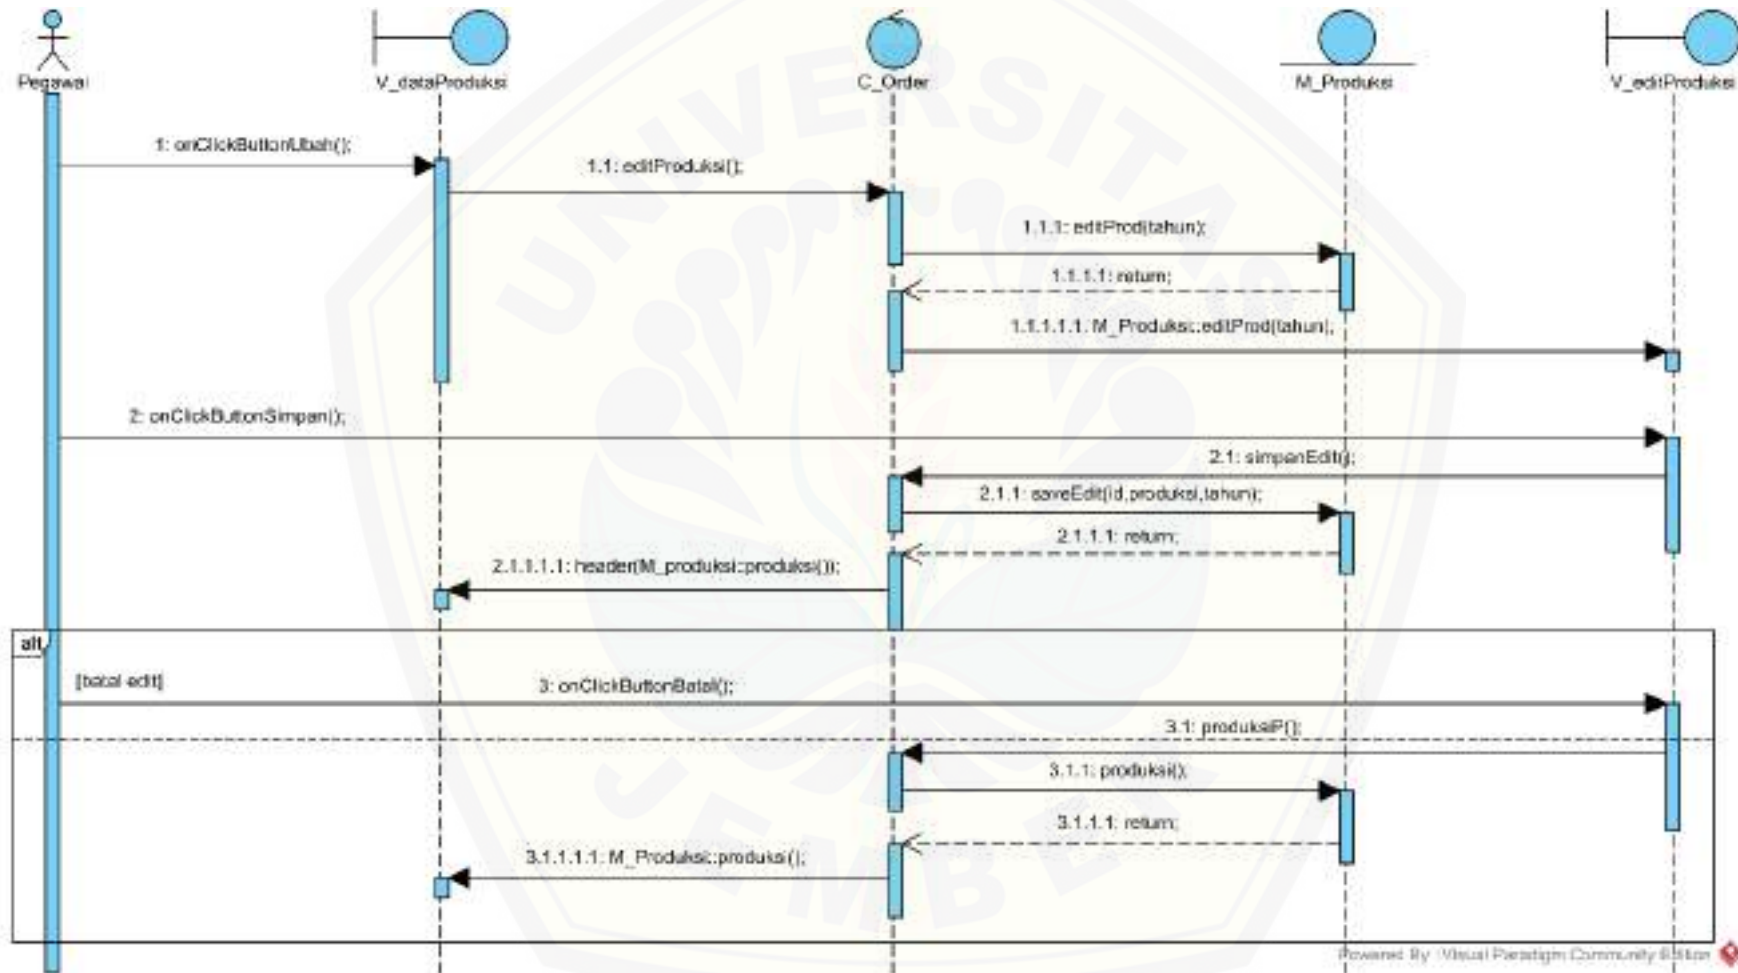 Pegawai
V_dataProduksi
C_Order
M_Produksi
V_editProduksi
1: onClickButtonUbah();
1.1: editProduksi();
1.1.1: editProd(tahun);
1.1.1.1: return;
1.1.1.1.1: M_Produksi::editProd(tahun);
2: onClickButtonSimpan();
2.1: simpanEdit();
2.1.1: saveEdit(id,produksi,tahun);
2.1.1.1: return;
2.1.1.1.1: header(M_produksi::produksi());
alt
[batal edit]
3: onClickButtonBatal();
3.1: produksiP();
3.1.1: produksi();
3.1.1.1: return;
3.1.1.1.1: M_Produksi::produksi();
Powered By Visual Paradigm Community Edition
UNIVERSITAS
JEMBER